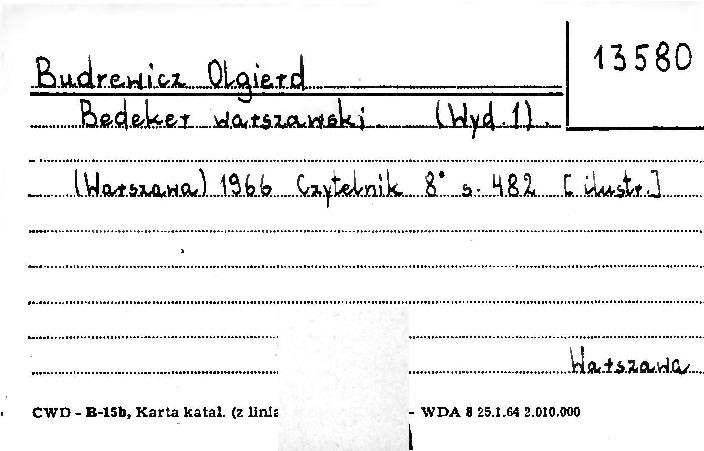 13580
Budrewicz Olgierd
Bedeker warszawski. (Wyd.1).
(Warszawa) 1966 Czytelnik 8° s. 482 [ilustr.]
Warszawa
CWD - B-15b, Karta katal. (z linia - WDA 8 25.1.64 2.010.000